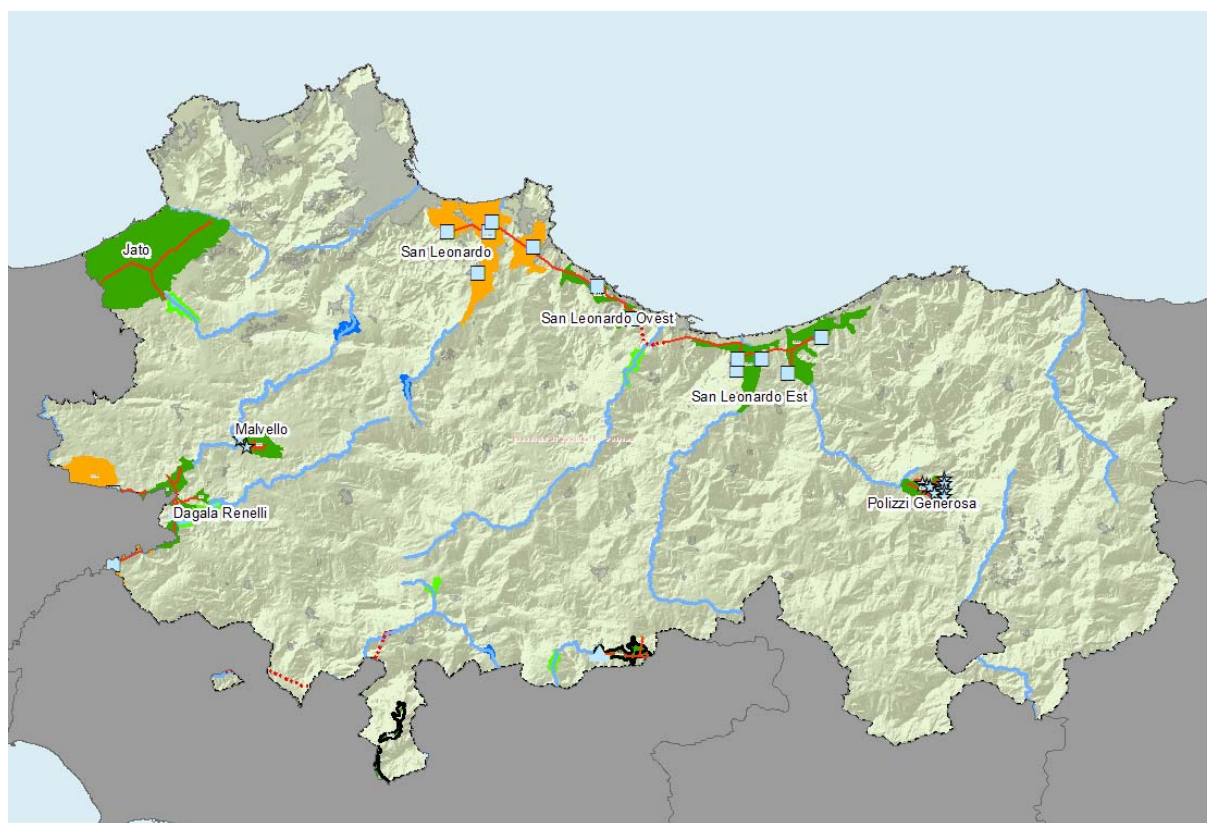 Jato
San Leonardo
San Leonardo Ovest
San Leonardo Est
Malvello
Polizzi Generosa
Dagala Renelli